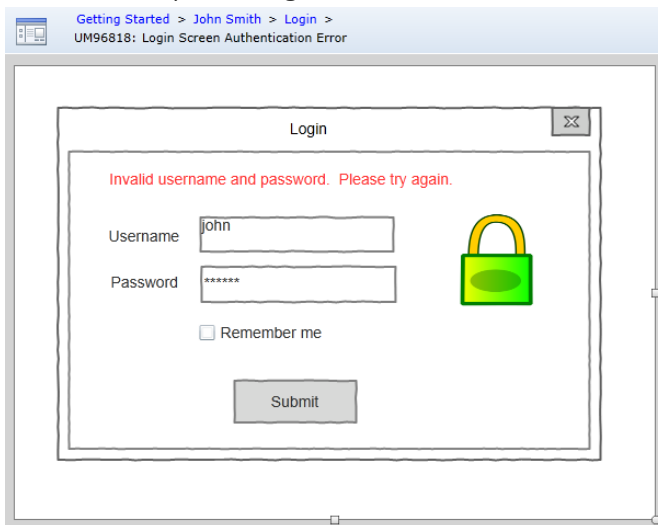 Getting Started > John Smith > Login >
UM96818: Login Screen Authentication Error
Login
Invalid username and password.  Please try again.
Username john
Password ******
Remember me
Submit